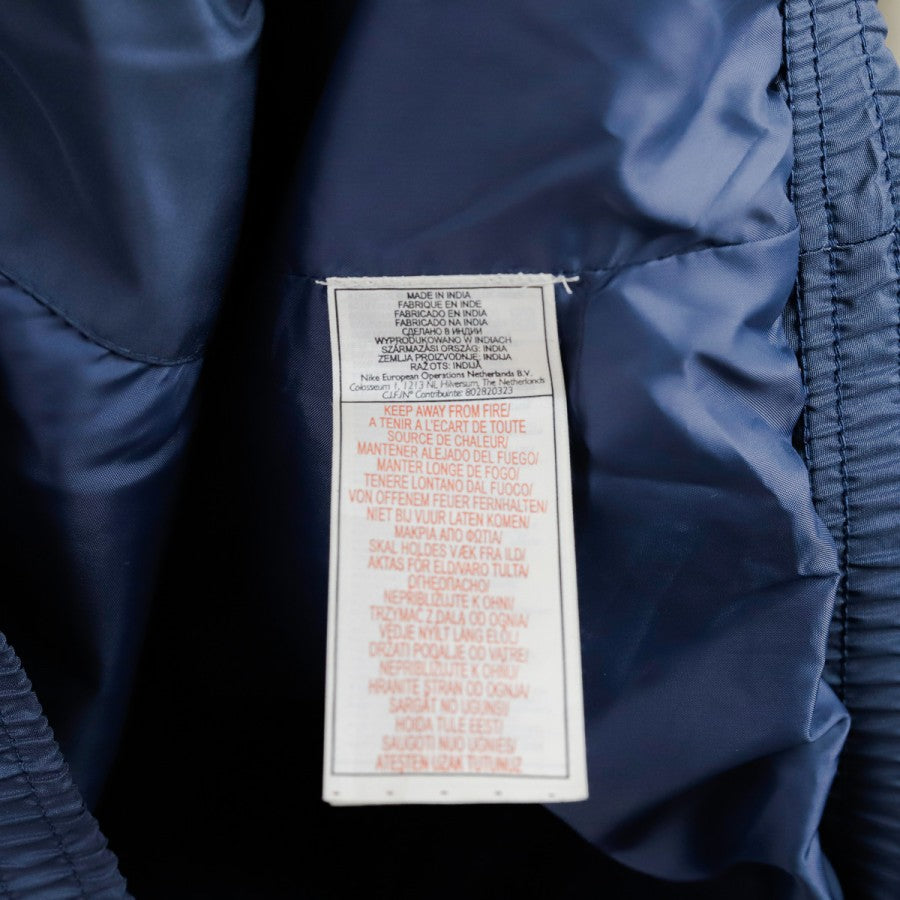 MADE IN INDIA
FABRIQUE EN INDE
FABRICADO EN INDIA
FABRICADO NA INDIA
СДЕЛАНО В ИНДИИ
WYPRODUKOWANO W INDIACH
SZÁRMAZÁSI ORSZÁG: INDIA
ZEMLJA PROIZVODNJE: INDIJA
RAŽOTS: INDIJĀ
Nike European Operations Netherlands B.V.
Colosseum 1, 1213 NL Hilversum, The Netherlands
C.I.F./N° Contribuinte: 802820323
KEEP AWAY FROM FIRE/
A TENIR A L'ECART DE TOUTE
SOURCE DE CHALEUR/
MANTENER ALEJADO DEL FUEGO/
MANTER LONGE DE FOGO/
TENERE LONTANO DAL FUOCO/
VON OFFENEM FEUER FERNHALTEN/
NIET BIJ VUUR LATEN KOMEN/
ΜΑΚΡΙΑ ΑΠΟ ΦΩΤΙΑ/
SKAL HOLDES VÆK FRA ILD/
AKTAS FÖR ELD/VARO TULTA/
ОГНЕОПАСНО/
NEPRIBLIŽUJTE K OHNI/
TRZYMAĆ Z DALA OD OGNIA/
VÉDJE NYÍLT LÁNG ELŐL/
DRŽATI PODALJE OD VATRE/
NEPRIBLIŽUJTE K OHŇU/
HRANITE STRAN OD OGNJA/
SARGĀT NO UGUNS/
HOIDA TULE EEST/
SAUGOTI NUO UGNIES/
ATEŞTEN UZAK TUTUNUZ